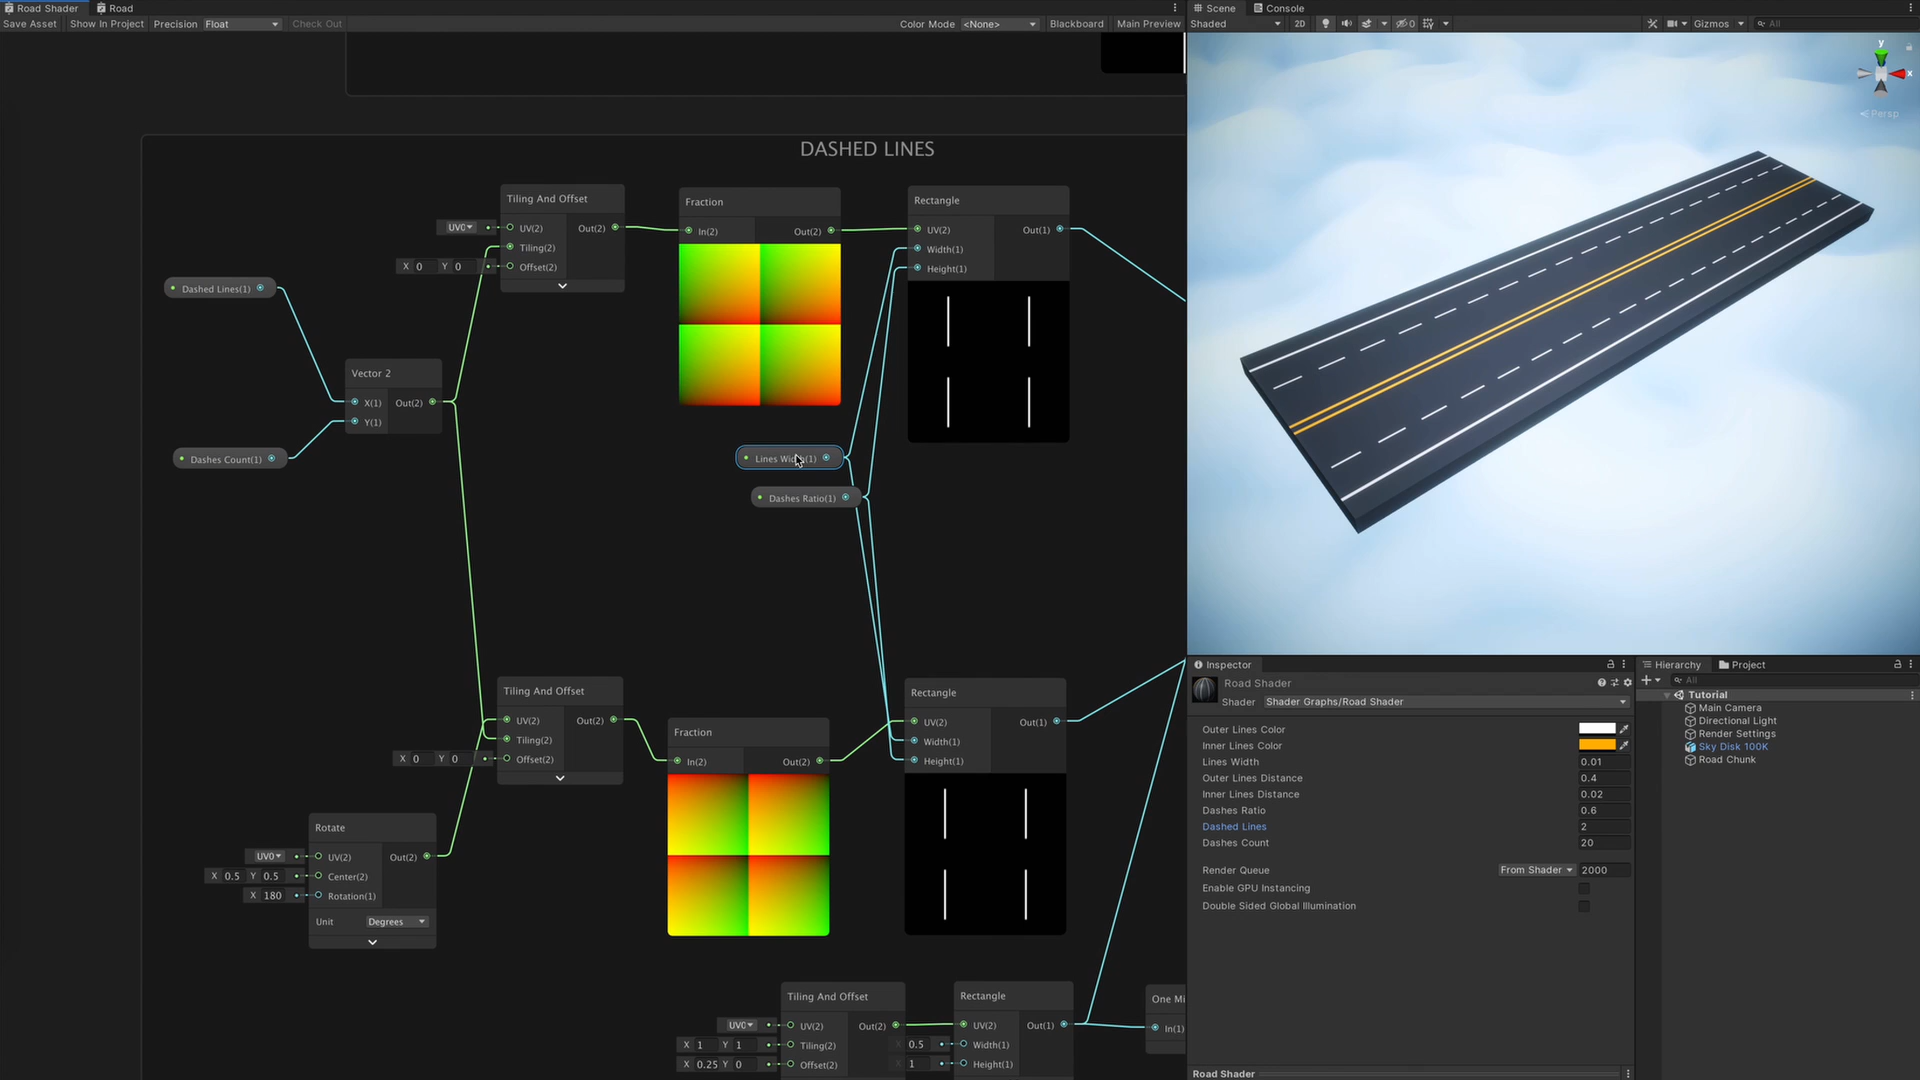 Road Shader
Road
Save Asset
Show In Project
Precision
Float
Check Out
Color Mode
<None>
Blackboard
Main Preview
DASHED LINES
Tiling And Offset
UV0
UV(2)
Out(2)
Tiling(2)
X 0 Y 0
Offset(2)
Fraction
In(2)
Out(2)
Rectangle
UV(2)
Out(1)
Width(1)
Height(1)
Dashed Lines(1)
Vector 2
X(1)
Out(2)
Y(1)
Dashes Count(1)
Dashes Ratio(1)
Tiling And Offset
UV(2)
Out(2)
Tiling(2)
X 0 Y 0
Offset(2)
Fraction
In(2)
Out(2)
Rectangle
UV(2)
Out(1)
Width(1)
Height(1)
Rotate
UV0
UV(2)
Out(2)
X 0.5 Y 0.5
Center(2)
X 180
Rotation(1)
Unit
Degrees
Tiling And Offset
UV0
UV(2)
Out(2)
X 1 Y 1
Tiling(2)
X 0.25 Y 0
Offset(2)
Rectangle
UV(2)
Out(1)
X 0.5
Width(1)
X 1
Height(1)
One Mi
In(1)
Scene
Console
Shaded
2D
0
Gizmos
All
y
x
Persp
Inspector
Road Shader
Shader
Shader Graphs/Road Shader
Outer Lines Color
Inner Lines Color
Lines Width
0.01
Outer Lines Distance
0.4
Inner Lines Distance
0.02
Dashes Ratio
0.6
Dashed Lines
2
Dashes Count
20
Render Queue
From Shader
2000
Enable GPU Instancing
Double Sided Global Illumination
Road Shader
Hierarchy
Project
All
Tutorial
Main Camera
Directional Light
Render Settings
Sky Disk 100K
Road Chunk